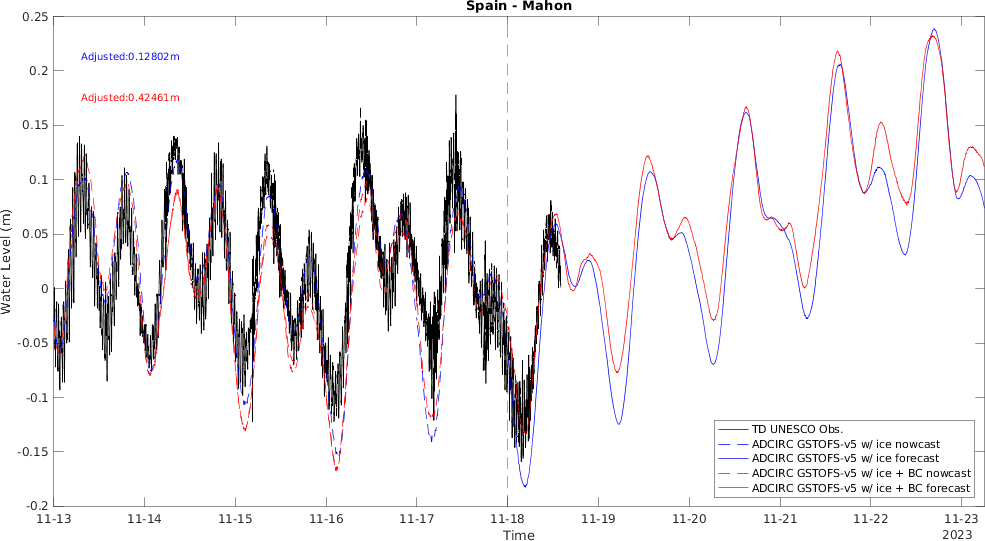 Spain - Mahon
0.25
0.2
0.15
0.1
0.05
0
-0.05
-0.1
-0.15
-0.2
Water Level (m)
Adjusted:0.12802m
Adjusted:0.42461m
TD UNESCO Obs.
ADCIRC GSTOFS-v5 w/ ice nowcast
ADCIRC GSTOFS-v5 w/ ice forecast
ADCIRC GSTOFS-v5 w/ ice + BC nowcast
ADCIRC GSTOFS-v5 w/ ice + BC forecast
11-13 11-14 11-15 11-16 11-17 11-18 11-19 11-20 11-21 11-22 11-23
Time
2023